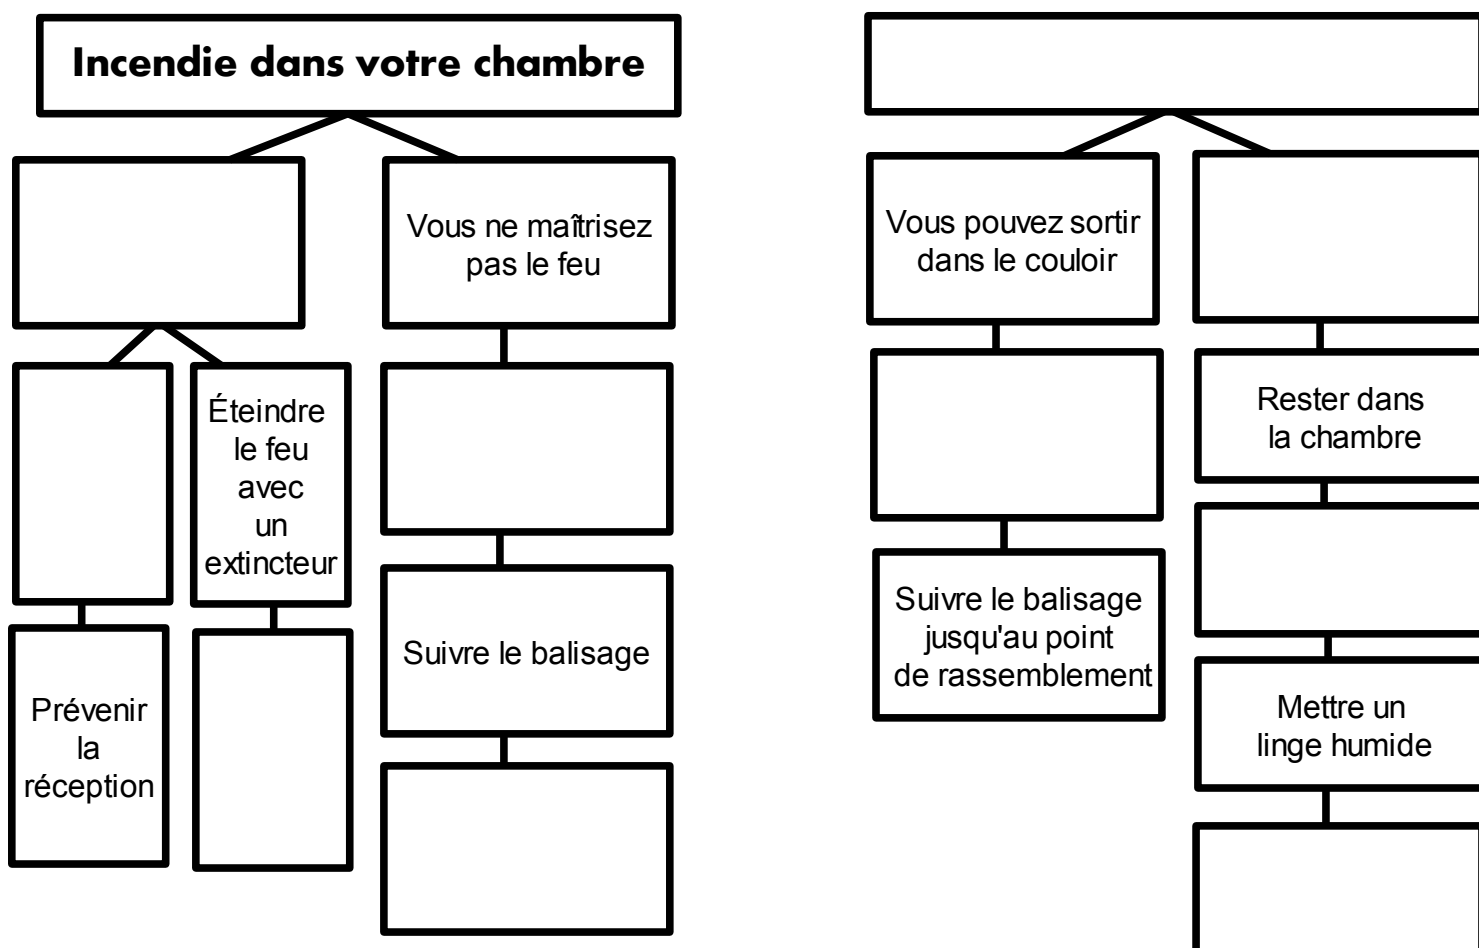 Incendie dans votre chambre
Vous ne maîtrisez
pas le feu
Éteindre
le feu
avec
un
extincteur
Suivre le balisage
Prévenir
la
réception
Vous pouvez sortir
dans le couloir
Suivre le balisage
jusqu'au point
de rassemblement
Rester dans
la chambre
Mettre un
linge humide